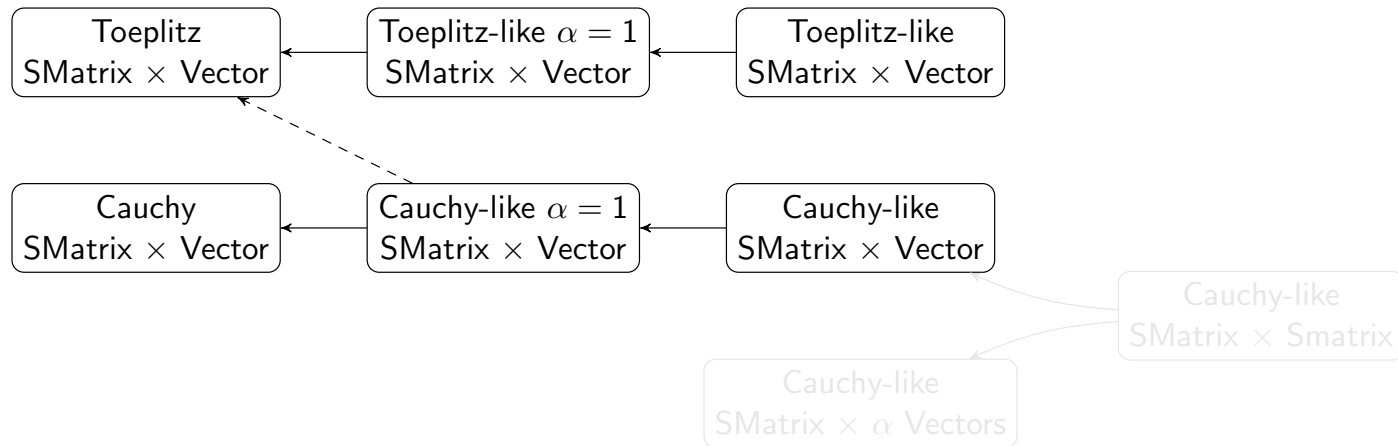 Toeplitz
SMatrix × Vector
Toeplitz-like α = 1
SMatrix × Vector
Toeplitz-like
SMatrix × Vector
Cauchy
SMatrix × Vector
Cauchy-like α = 1
SMatrix × Vector
Cauchy-like
SMatrix × Vector
Cauchy-like
SMatrix × Smatrix
Cauchy-like
SMatrix × α Vectors